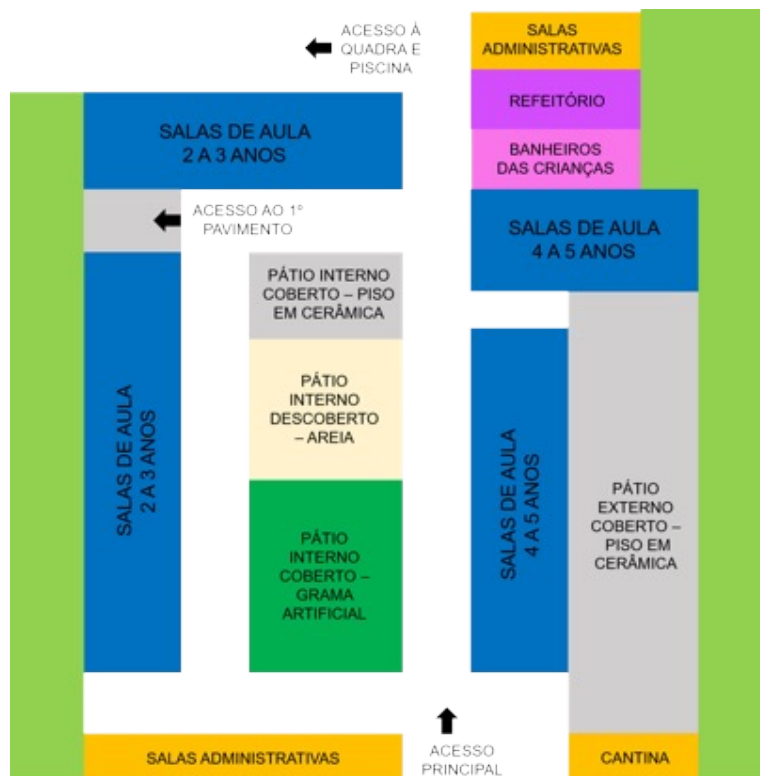 ACESSO À
QUADRA E
PISCINA
SALAS
ADMINISTRATIVAS
REFEITÓRIO
BANHEIROS
DAS CRIANÇAS
SALAS DE AULA
2 A 3 ANOS
ACESSO AO 1º
PAVIMENTO
SALAS DE AULA
4 A 5 ANOS
PÁTIO INTERNO
COBERTO – PISO
EM CERÂMICA
PÁTIO
INTERNO
DESCOBERTO
– AREIA
SALAS DE AULA
2 A 3 ANOS
PÁTIO
INTERNO
COBERTO –
GRAMA
ARTIFICIAL
SALAS DE AULA
4 A 5 ANOS
PÁTIO
EXTERNO
COBERTO –
PISO EM
CERÂMICA
SALAS ADMINISTRATIVAS
ACESSO
PRINCIPAL
CANTINA